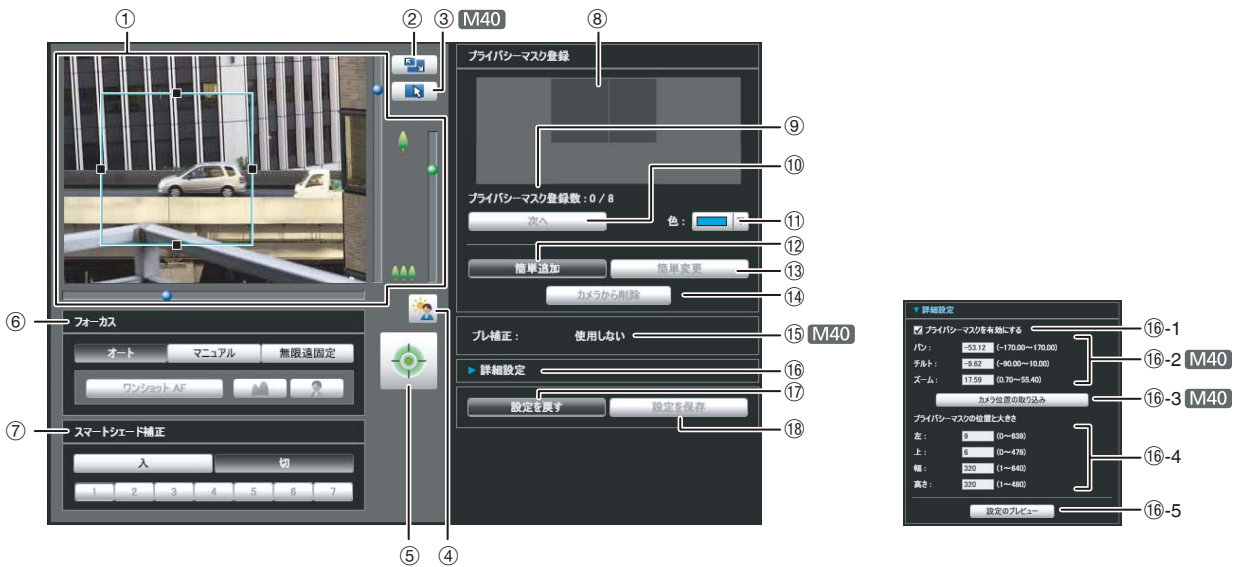 ① ② ③ M40 ⑧
プライバシーマスク登録
⑨
⑩
プライバシーマスク登録数 : 0 / 8
次へ 色 : ⑪
⑫
簡単追加 簡単変更 ⑬
カメラから削除 ⑭
⑥ フォーカス
オート マニュアル 無限遠固定
ワンショット AF
⑦ スマートシェード補正
入 切
1 2 3 4 5 6 7
⑤ ④
ブレ補正 : 使用しない ⑮ M40
▶ 詳細設定 ⑯
⑰
設定を戻す 設定を保存
⑱
▼ 詳細設定
プライバシーマスクを有効にする ⑯-1
パン : -53.12 (-170.00～170.00)
チルト : -9.62 (-90.00～10.00) ⑯-2 M40
ズーム : 17.59 (0.70～55.40)
カメラ位置の取り込み ⑯-3 M40
プライバシーマスクの位置と大きさ
左 : 9 (0～639)
上 : 6 (0～479) ⑯-4
幅 : 320 (1～640)
高さ : 320 (1～480)
設定のプレビュー ⑯-5